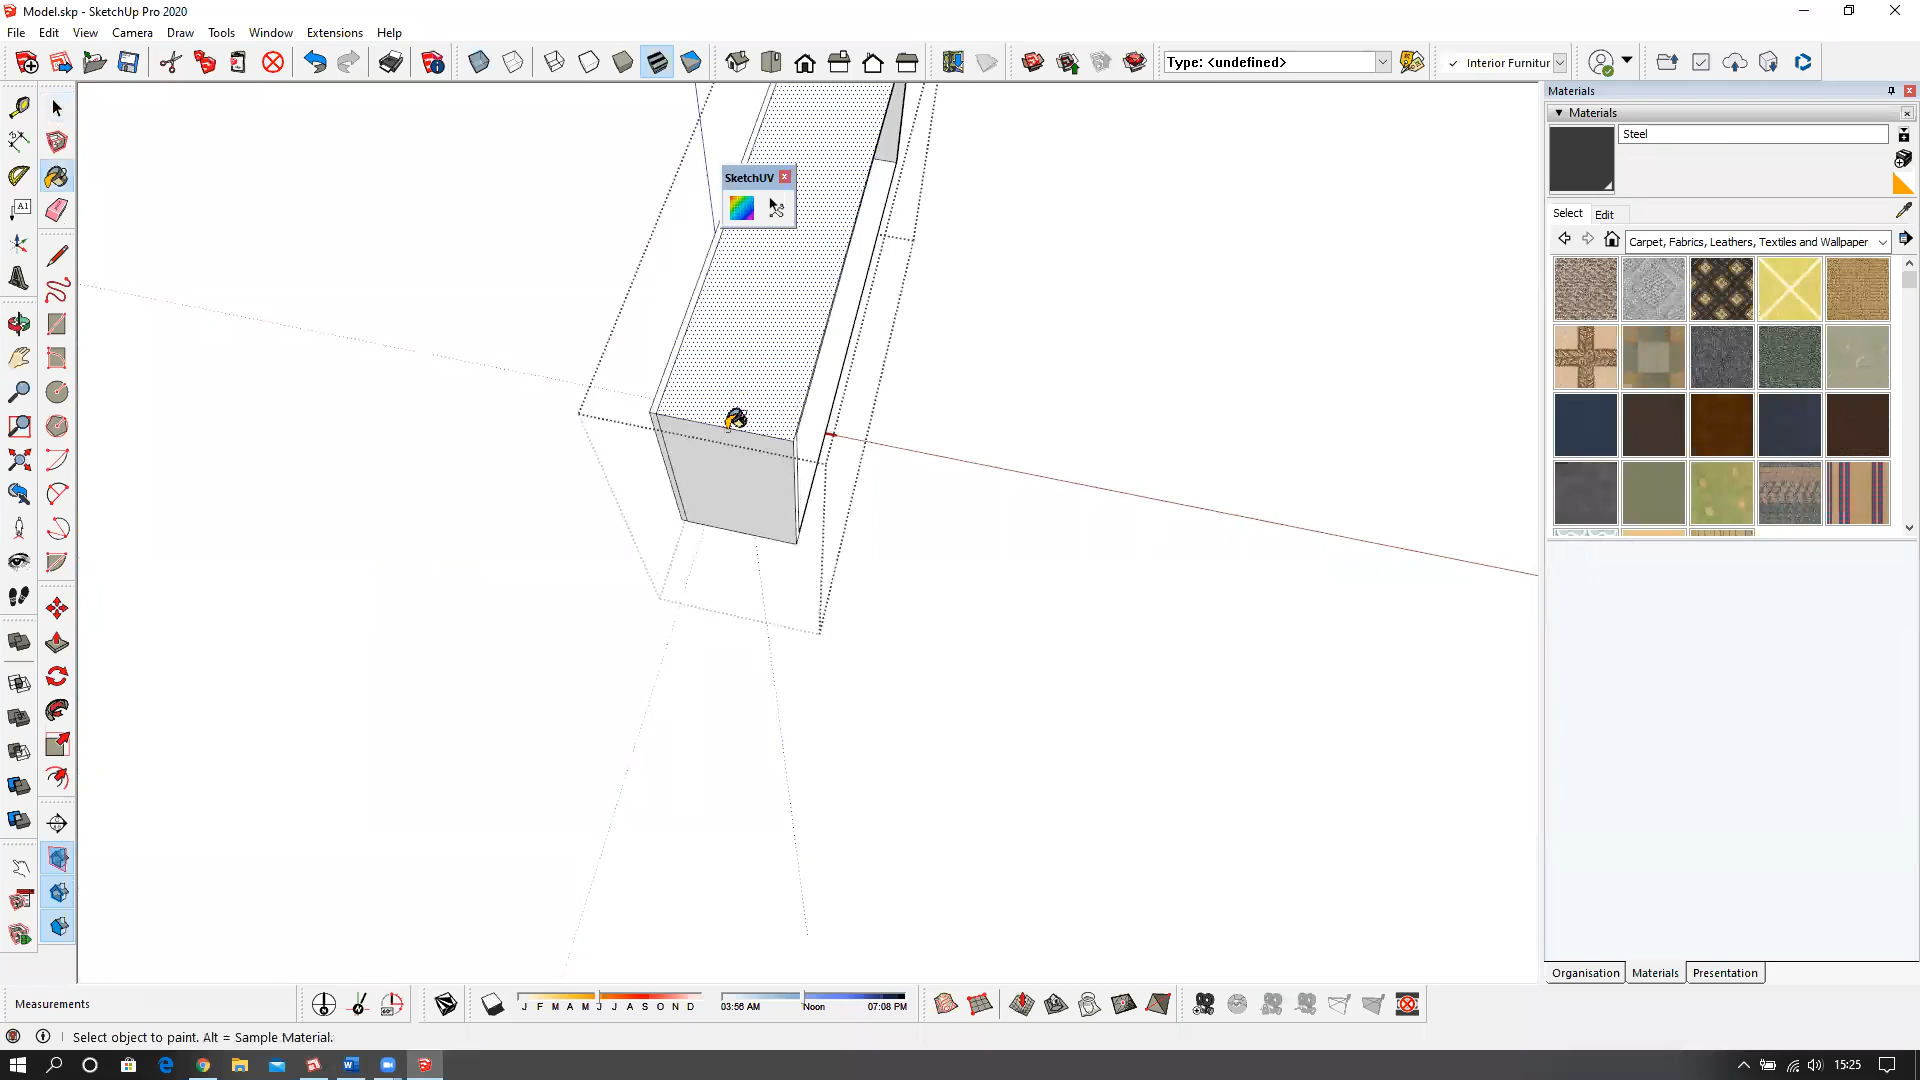 Model.skp - SketchUp Pro 2020
File Edit View Camera Draw Tools Window Extensions Help
Type: <undefined>
Interior Furnitur
Materials
Materials
Steel
Select Edit
Carpet, Fabrics, Leathers, Textiles and Wallpaper
SketchUV
A1
Organisation Materials Presentation
Measurements
J F M A M J J A S O N D
03:56 AM Noon 07:08 PM
Select object to paint. Alt = Sample Material.
15:25